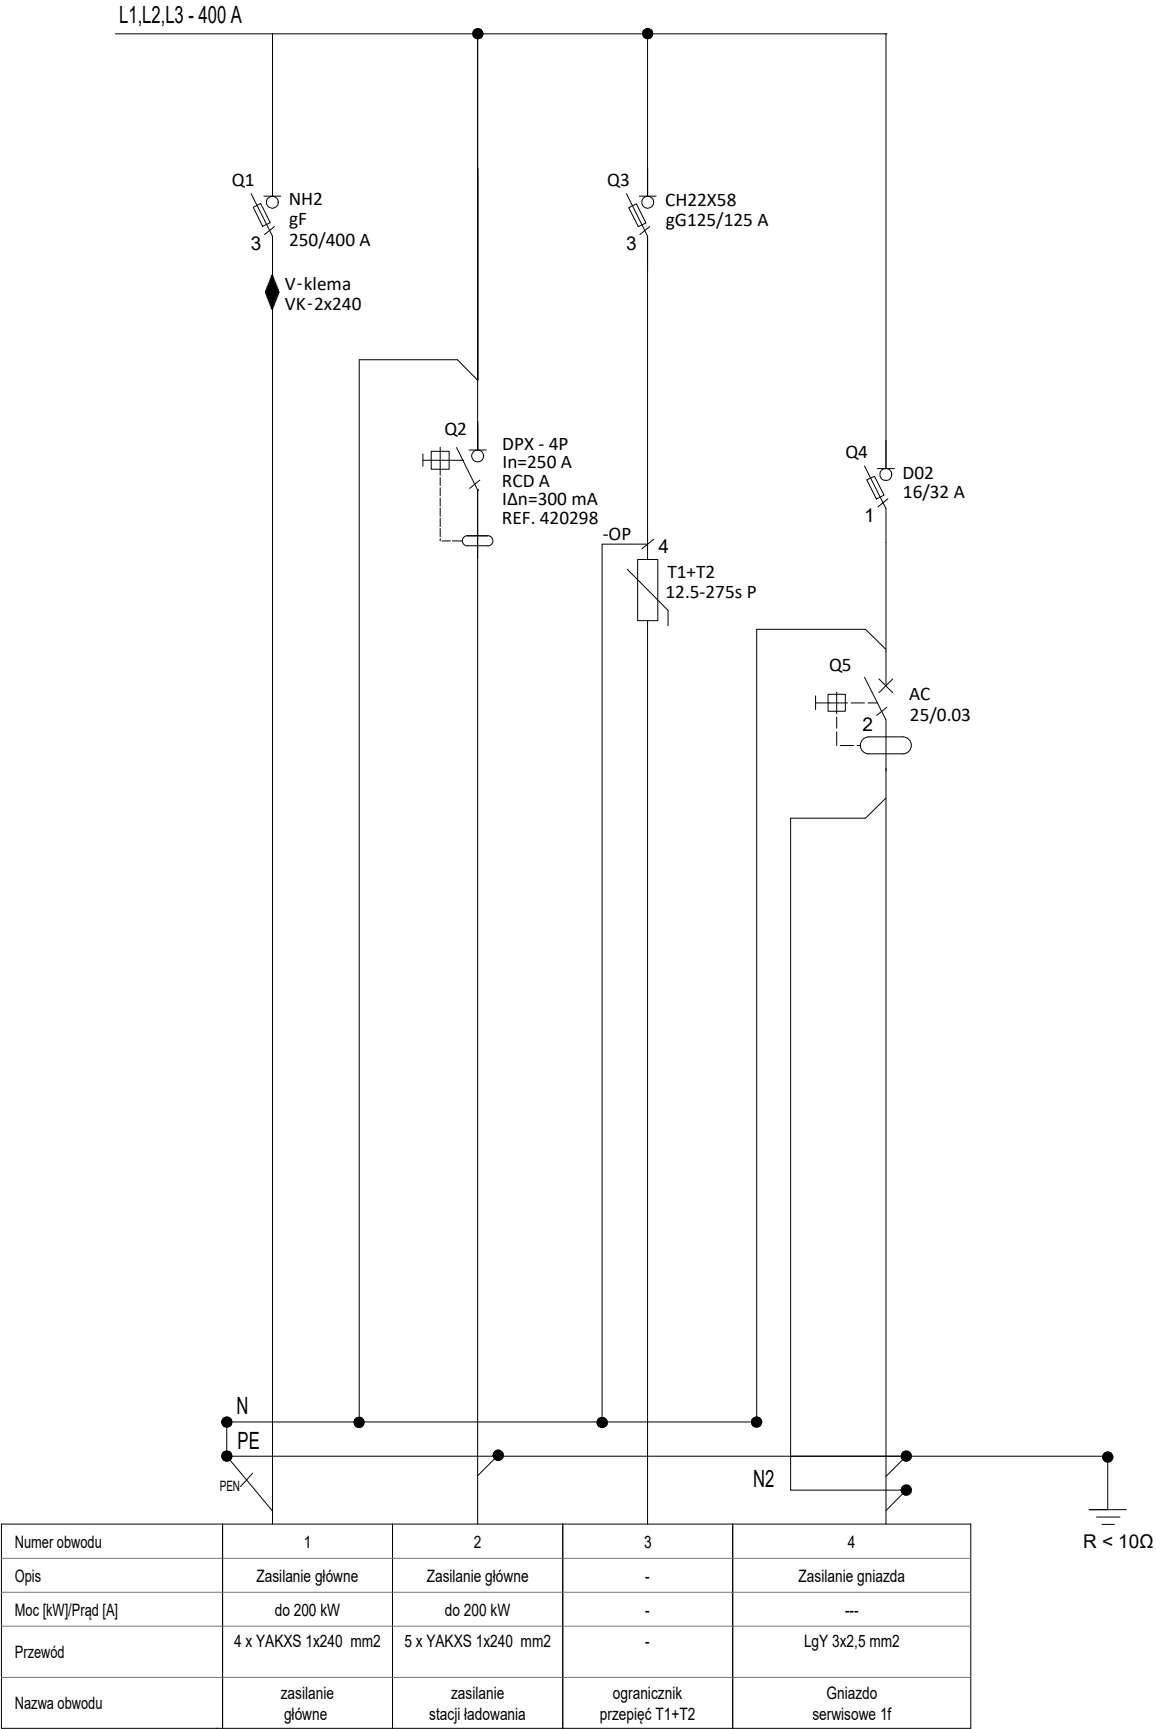 L1,L2,L3 - 400 A
Q1
NH2
gF
250/400 A
3
V-klema
VK-2x240
Q3
CH22X58
gG125/125 A
3
Q2
DPX - 4P
In=250 A
RCD A
IΔn=300 mA
REF. 420298
Q4
D02
16/32 A
1
-OP
4
T1+T2
12.5-275s P
Q5
AC
25/0.03
2
N
PE
PEN
N2
R < 10Ω
Numer obwodu 1 2 3 4
Opis Zasilanie główne Zasilanie główne - Zasilanie gniazda
Moc [kW]/Prąd [A] do 200 kW do 200 kW - ---
Przewód 4 x YAKXS 1x240 mm2 5 x YAKXS 1x240 mm2 - LgY 3x2,5 mm2
Nazwa obwodu
zasilanie
główne
zasilanie
stacji ładowania
ogranicznik
przepięć T1+T2
Gniazdo
serwisowe 1f